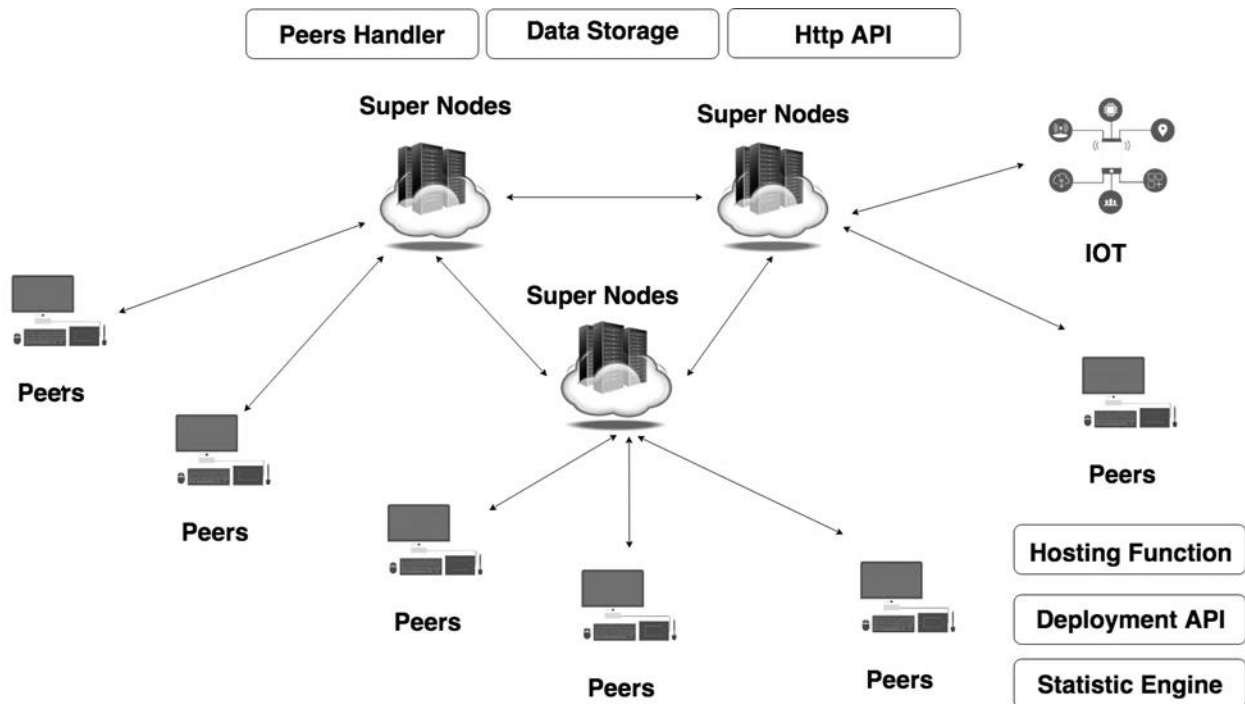 Peers Handler
Data Storage
Http API
Super Nodes
Super Nodes
IOT
Super Nodes
Peers
Peers
Peers
Peers
Peers
Peers
Hosting Function
Deployment API
Statistic Engine